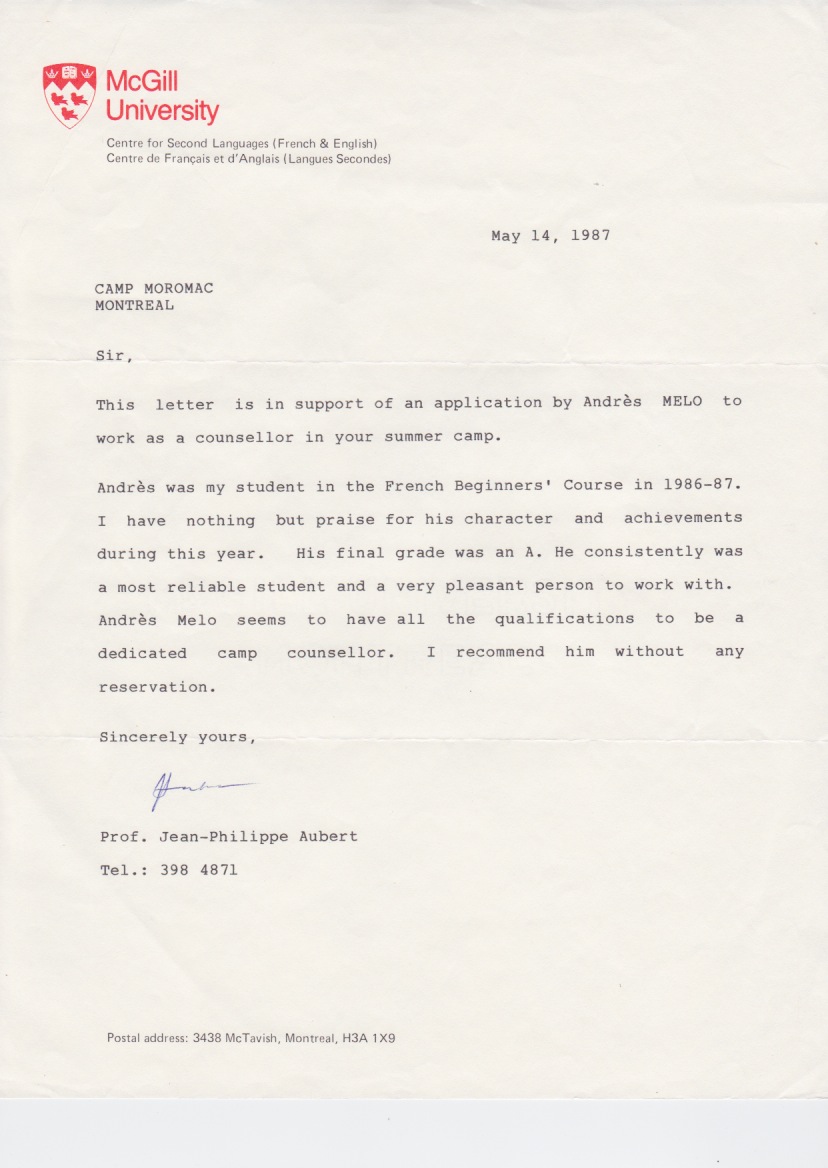 McGill
University
Centre for Second Languages (French & English)
Centre de Français et d'Anglais (Langues Secondes)
May 14, 1987
CAMP MOROMAC
MONTREAL
Sir,
This letter is in support of an application by Andrès MELO to
work as a counsellor in your summer camp.
Andrès was my student in the French Beginners' Course in 1986-87.
I have nothing but praise for his character and achievements
during this year. His final grade was an A. He consistently was
a most reliable student and a very pleasant person to work with.
Andrès Melo seems to have all the qualifications to be a
dedicated camp counsellor. I recommend him without any
reservation.
Sincerely yours,
Prof. Jean-Philippe Aubert
Tel.: 398 4871
Postal address: 3438 McTavish, Montreal, H3A 1X9